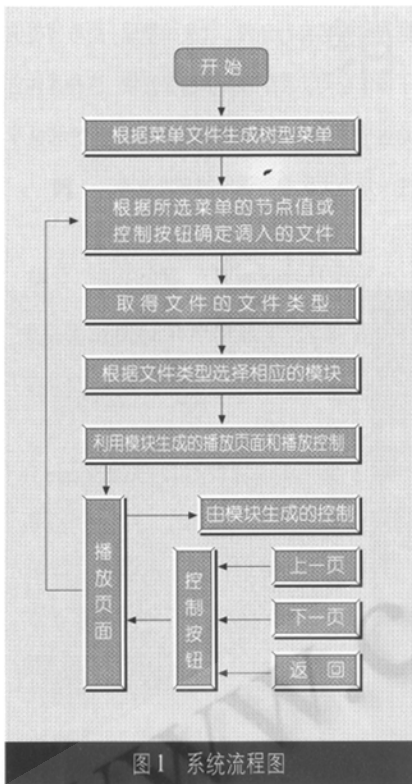 开始
根据菜单文件生成树型菜单
根据所选菜单的节点值或
控制按钮确定调入的文件
取得文件的文件类型
根据文件类型选择相应的模块
利用模块生成的播放页面和播放控制
播放页面
由模块生成的控制
控制按钮
上一页
下一页
返回
图1 系统流程图